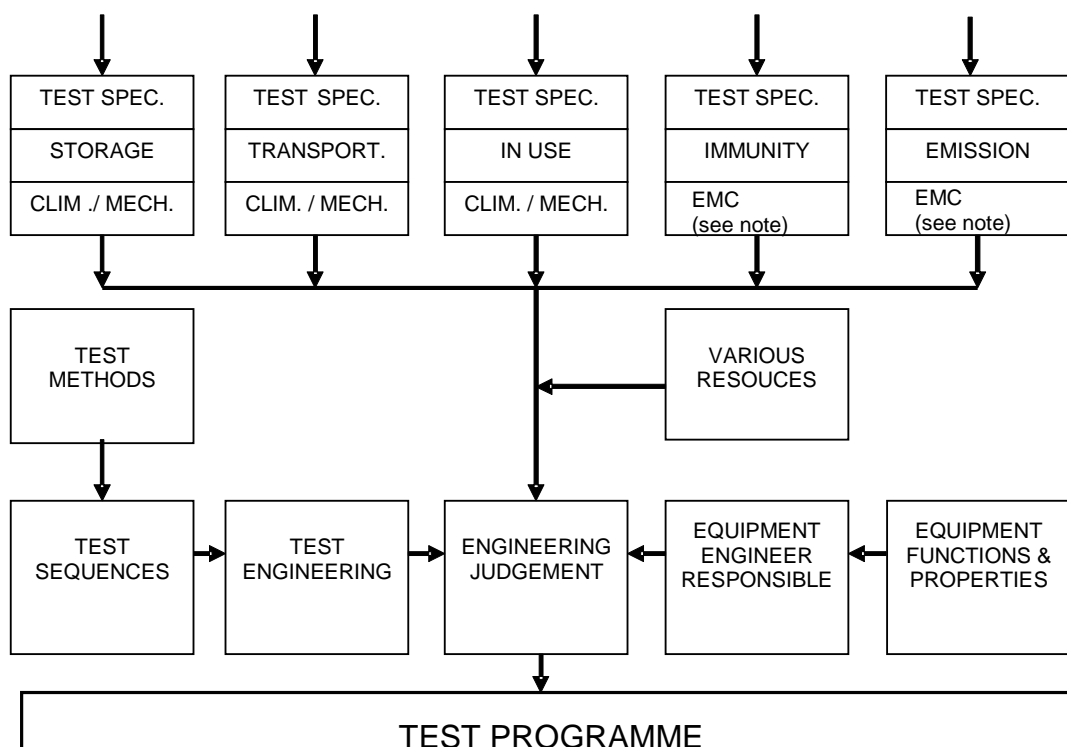 TEST SPEC.
STORAGE
CLIM ./ MECH.
TEST SPEC.
TRANSPORT.
CLIM. / MECH.
TEST SPEC.
IN USE
CLIM. / MECH.
TEST SPEC.
IMMUNITY
EMC
(see note)
TEST SPEC.
EMISSION
EMC
(see note)
TEST
METHODS
VARIOUS
RESOUCES
TEST
SEQUENCES
TEST
ENGINEERING
ENGINEERING
JUDGEMENT
EQUIPMENT
ENGINEER
RESPONSIBLE
EQUIPMENT
FUNCTIONS &
PROPERTIES
TEST PROGRAMME